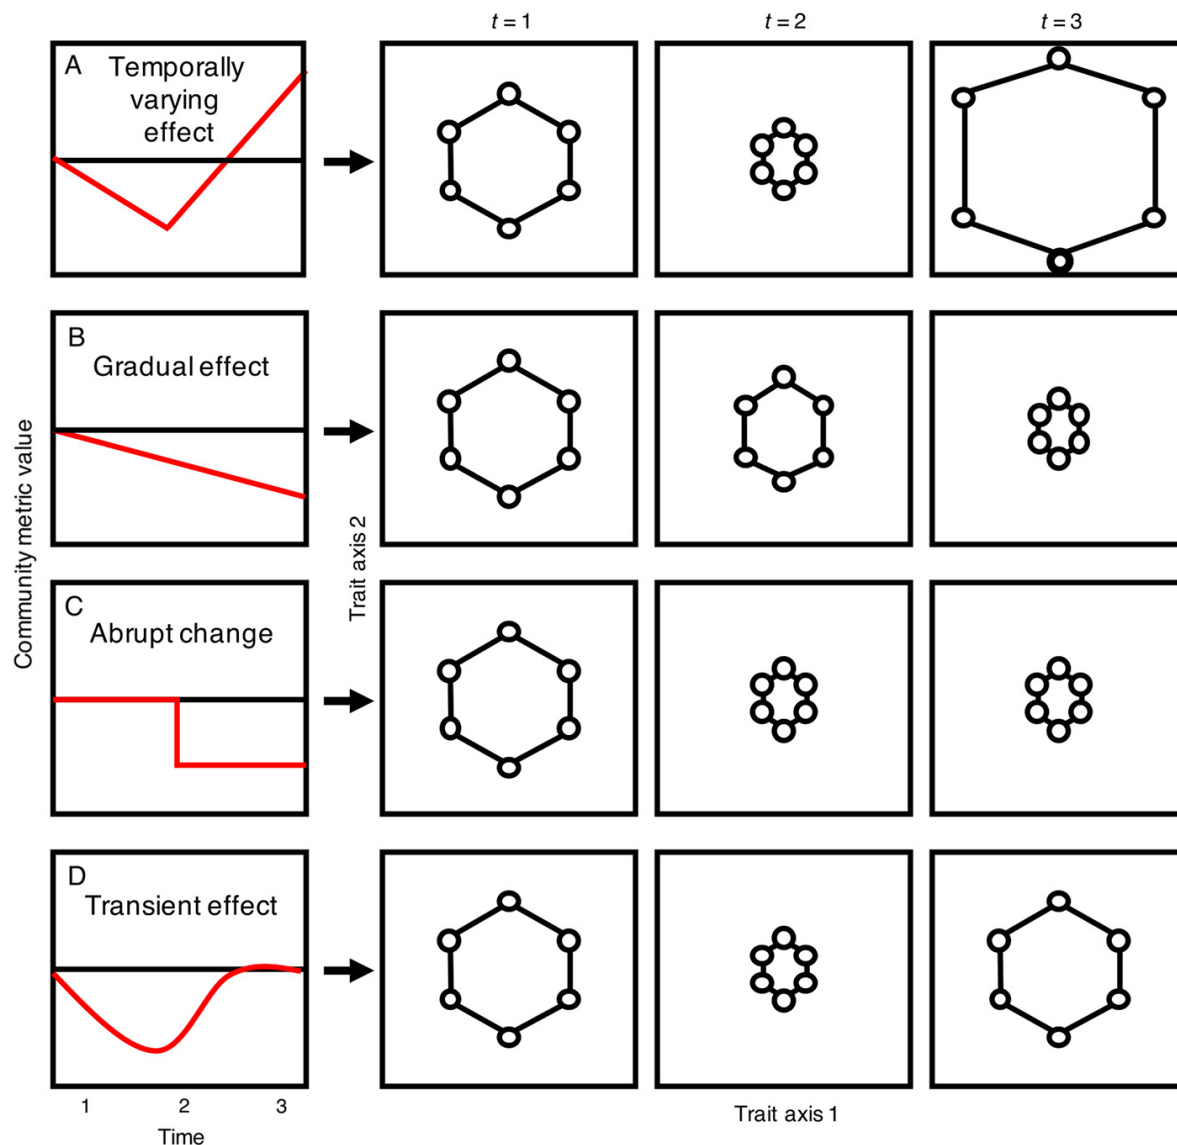 t = 1
t = 2
t = 3
A
Temporally
varying
effect
B
Gradual effect
C
Abrupt change
D
Transient effect
Community metric value
Trait axis 2
1
2
3
Time
Trait axis 1